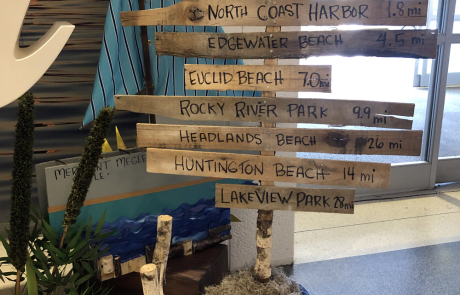 North Coast Harbor 1.8 mi
Edgewater Beach 4.5 mi
Euclid Beach 7.0 mi
Rocky River Park 9.9 mi
Headlands Beach 26 mi
Huntington Beach 14 mi
Lakeview Park 28 mi